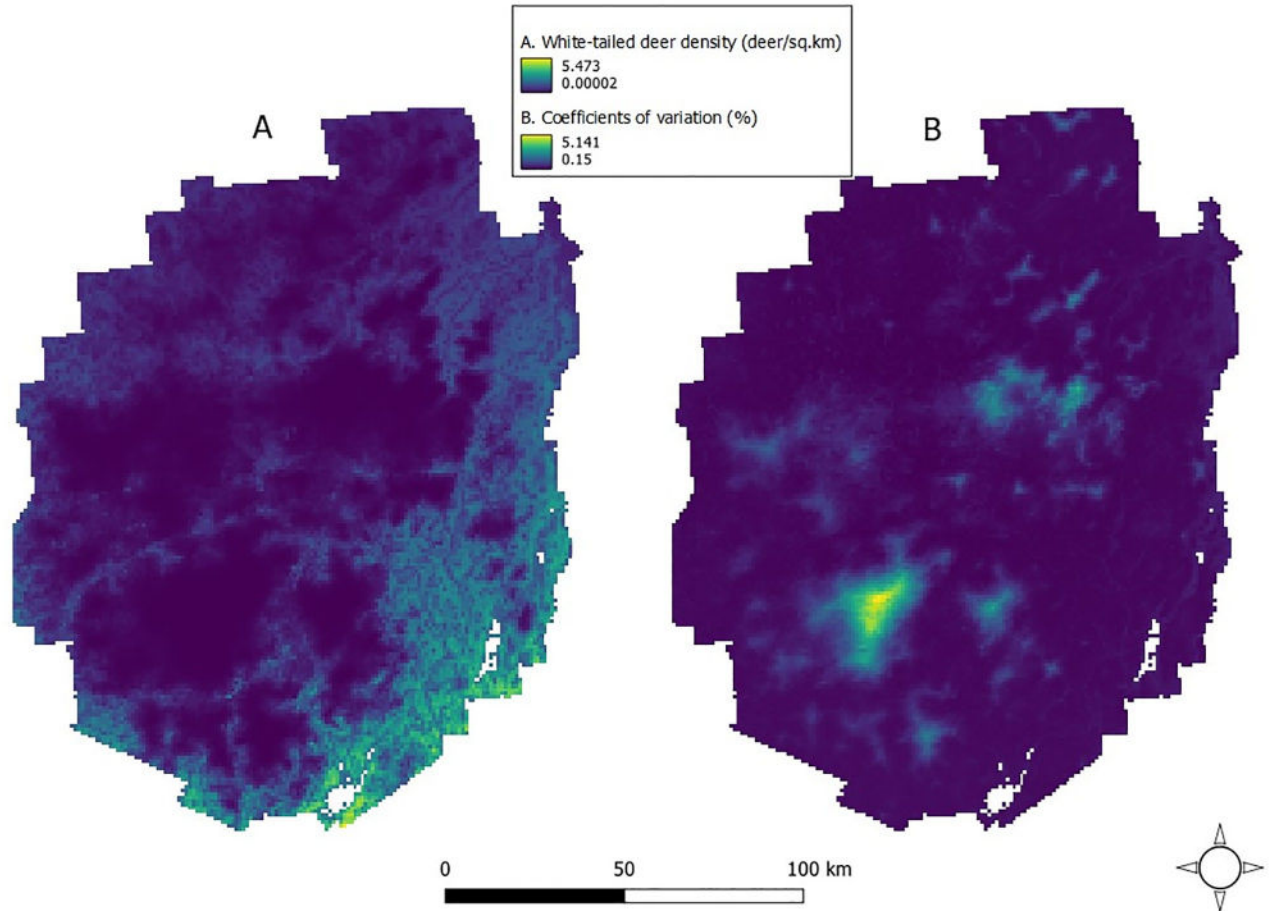 A. White-tailed deer density (deer/sq.km)
5.473
0.00002
B. Coefficients of variation (%)
5.141
0.15
A
B
0
50
100 km